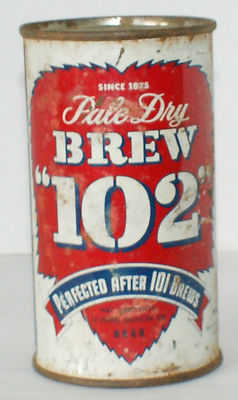 SINCE 1875
Pale Dry
BREW
"102"
PERFECTED AFTER 101 BREWS
BEER